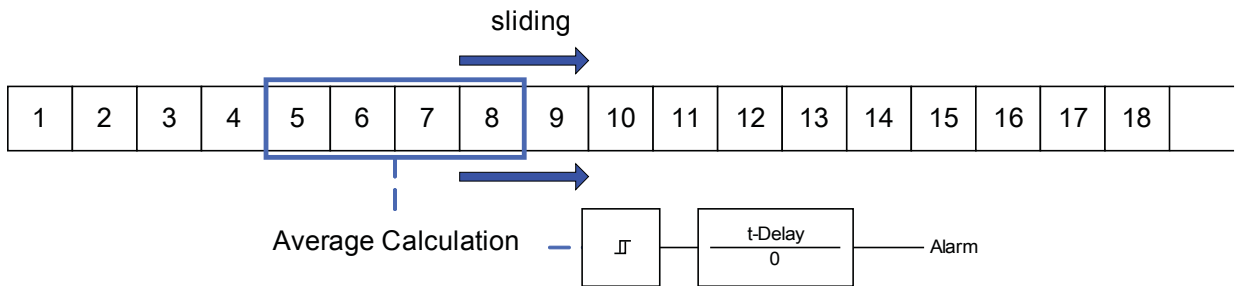 sliding
1 2 3 4 5 6 7 8 9 10 11 12 13 14 15 16 17 18
Average Calculation
t-Delay
0
Alarm